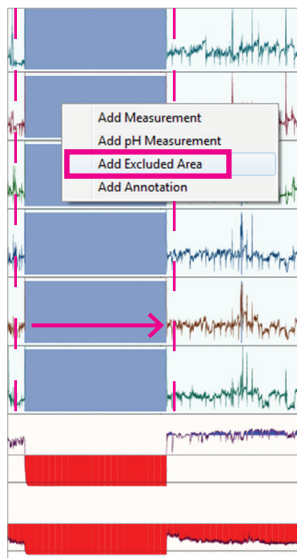 Add Measurement
Add pH Measurement
Add Excluded Area
Add Annotation